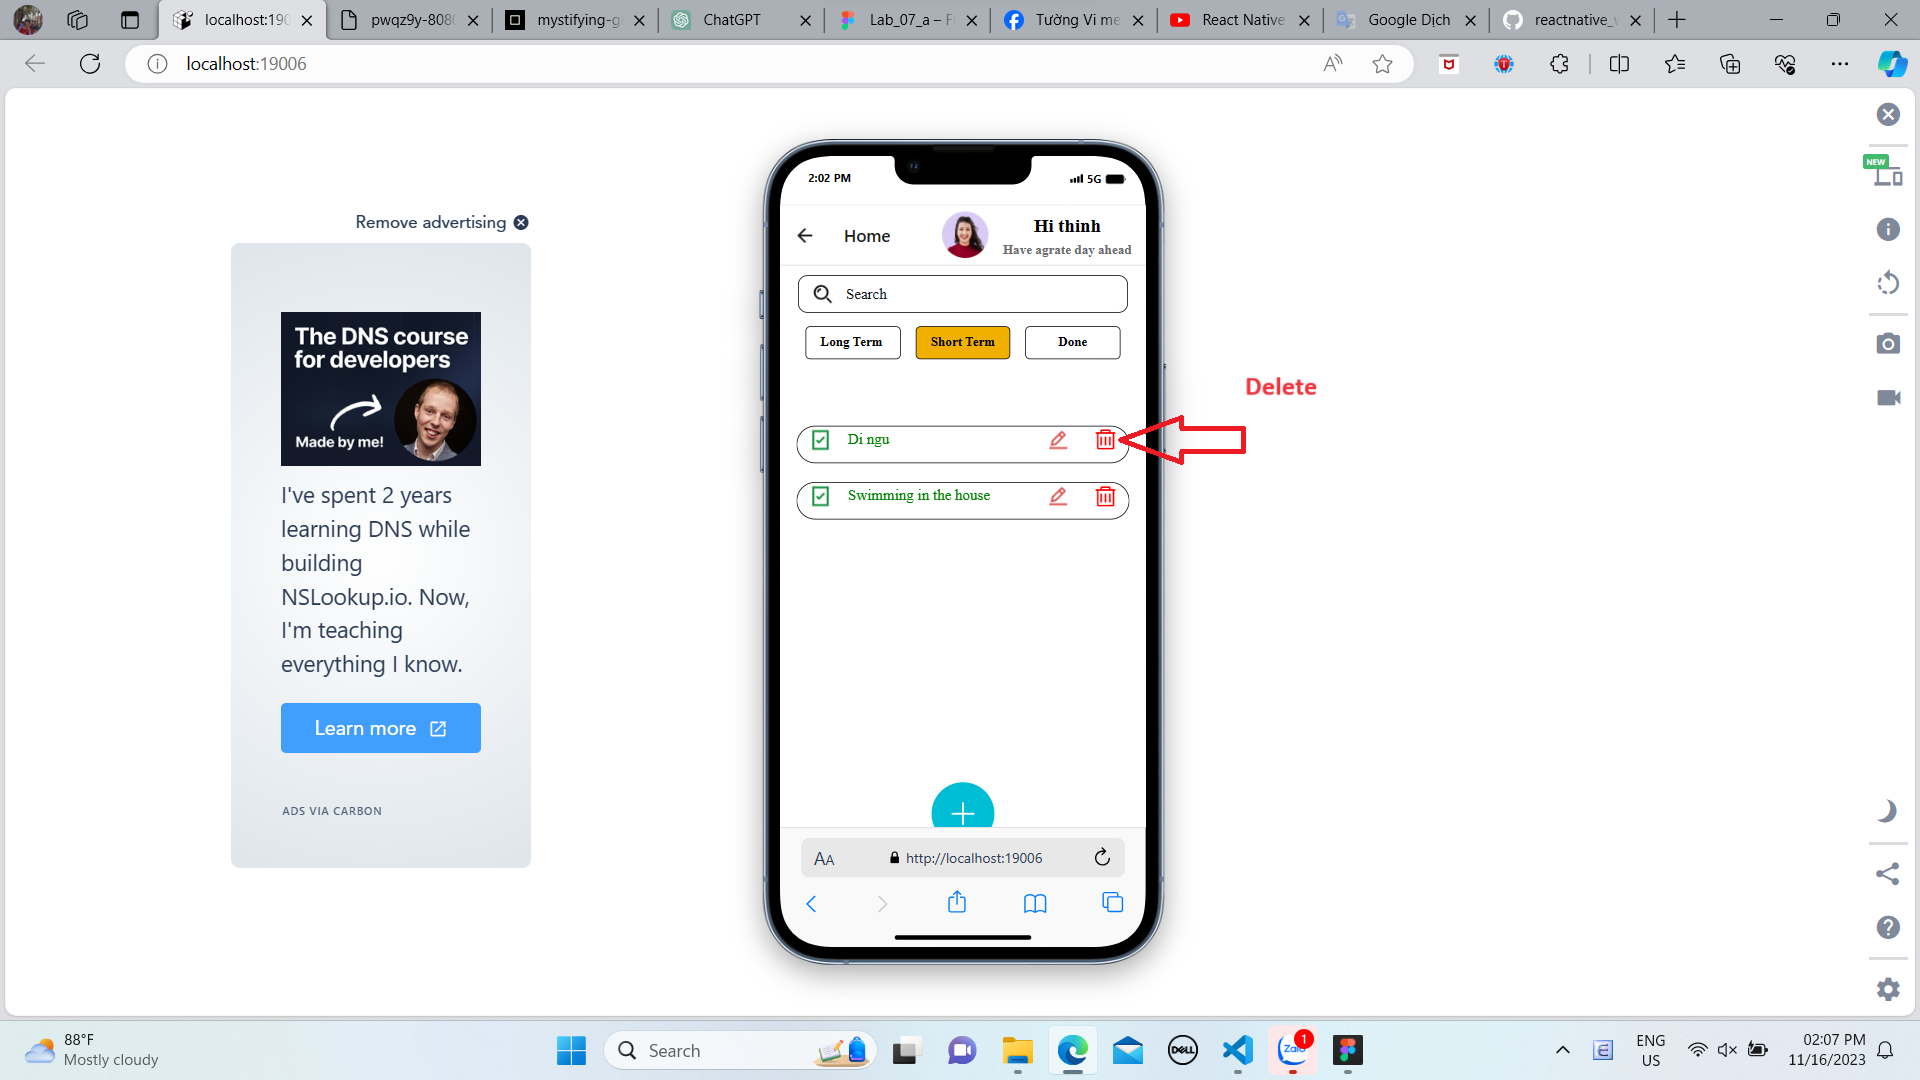 localhost:190
pwqz9y-808
mystifying-g
ChatGPT
Lab_07_a – F
Tường Vi me
React Native
Google Dịch
reactnative_
localhost:19006
NEW
Remove advertising
The DNS course
for developers
Made by me!
I've spent 2 years
learning DNS while
building
NSLookup.io. Now,
I'm teaching
everything I know.
Learn more
ADS VIA CARBON
2:02 PM
5G
Home
Hi thinh
Have agrate day ahead
Search
Long Term
Short Term
Done
Delete
Di ngu
Swimming in the house
AA
http://localhost:19006
88°F
Mostly cloudy
Search
DELL
Zalo
1
ENG
US
02:07 PM
11/16/2023